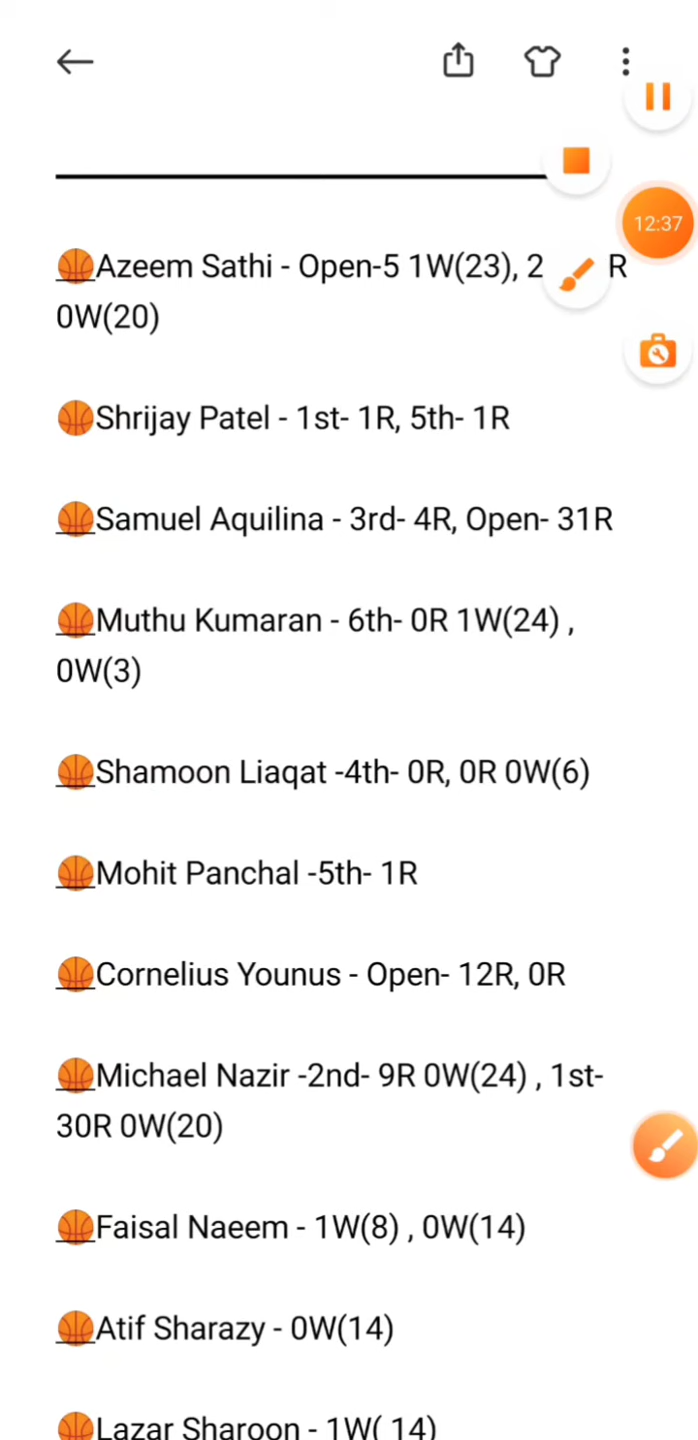 12:37
🏀Azeem Sathi - Open-5 1W(23), 2 R
0W(20)
🏀Shrijay Patel - 1st- 1R, 5th- 1R
🏀Samuel Aquilina - 3rd- 4R, Open- 31R
🏀Muthu Kumaran - 6th- 0R 1W(24) ,
0W(3)
🏀Shamoon Liaqat -4th- 0R, 0R 0W(6)
🏀Mohit Panchal -5th- 1R
🏀Cornelius Younus - Open- 12R, 0R
🏀Michael Nazir -2nd- 9R 0W(24) , 1st-
30R 0W(20)
🏀Faisal Naeem - 1W(8) , 0W(14)
🏀Atif Sharazy - 0W(14)
🏀Lazar Sharoon - 1W( 14)